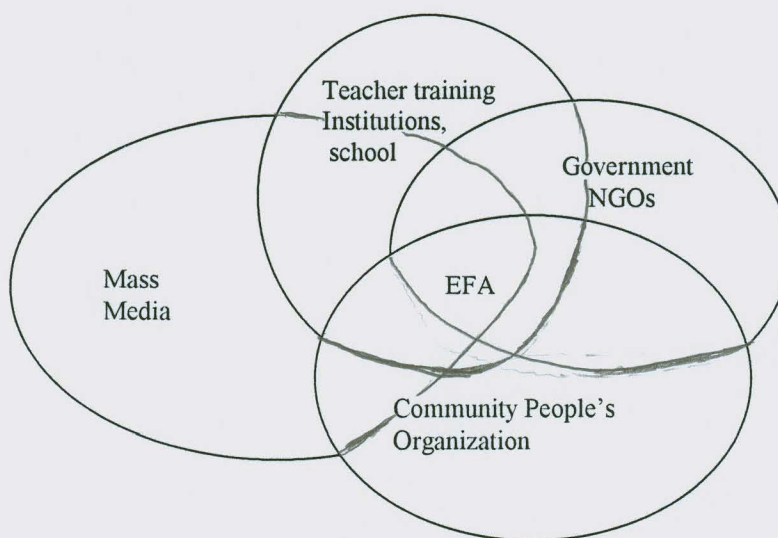 Teacher training
Institutions,
school
Government
NGOs
Mass
Media
EFA
Community People's
Organization